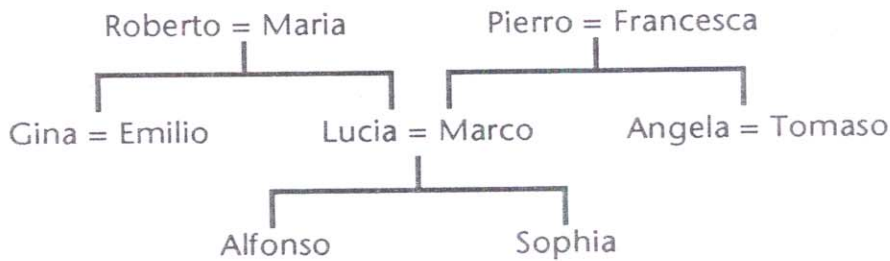 Roberto = Maria Pierro = Francesca
Gina = Emilio Lucia = Marco Angela = Tomaso
Alfonso Sophia